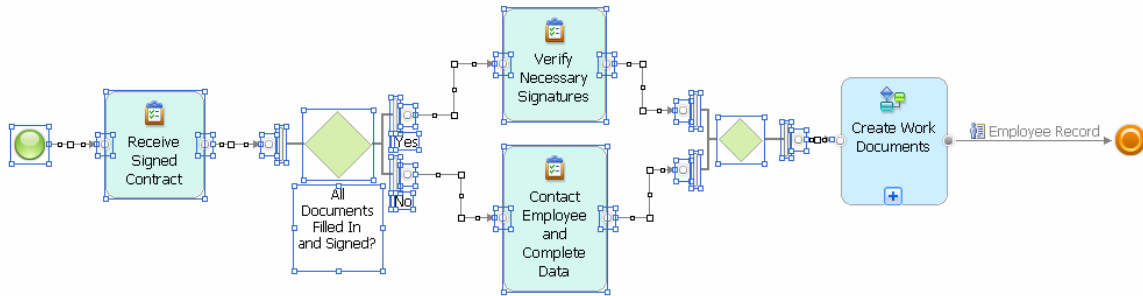 Receive
Signed
Contract
All
Documents
Filled In
and Signed?
Yes
No
Verify
Necessary
Signatures
Contact
Employee
and
Complete
Data
Create Work
Documents
Employee Record